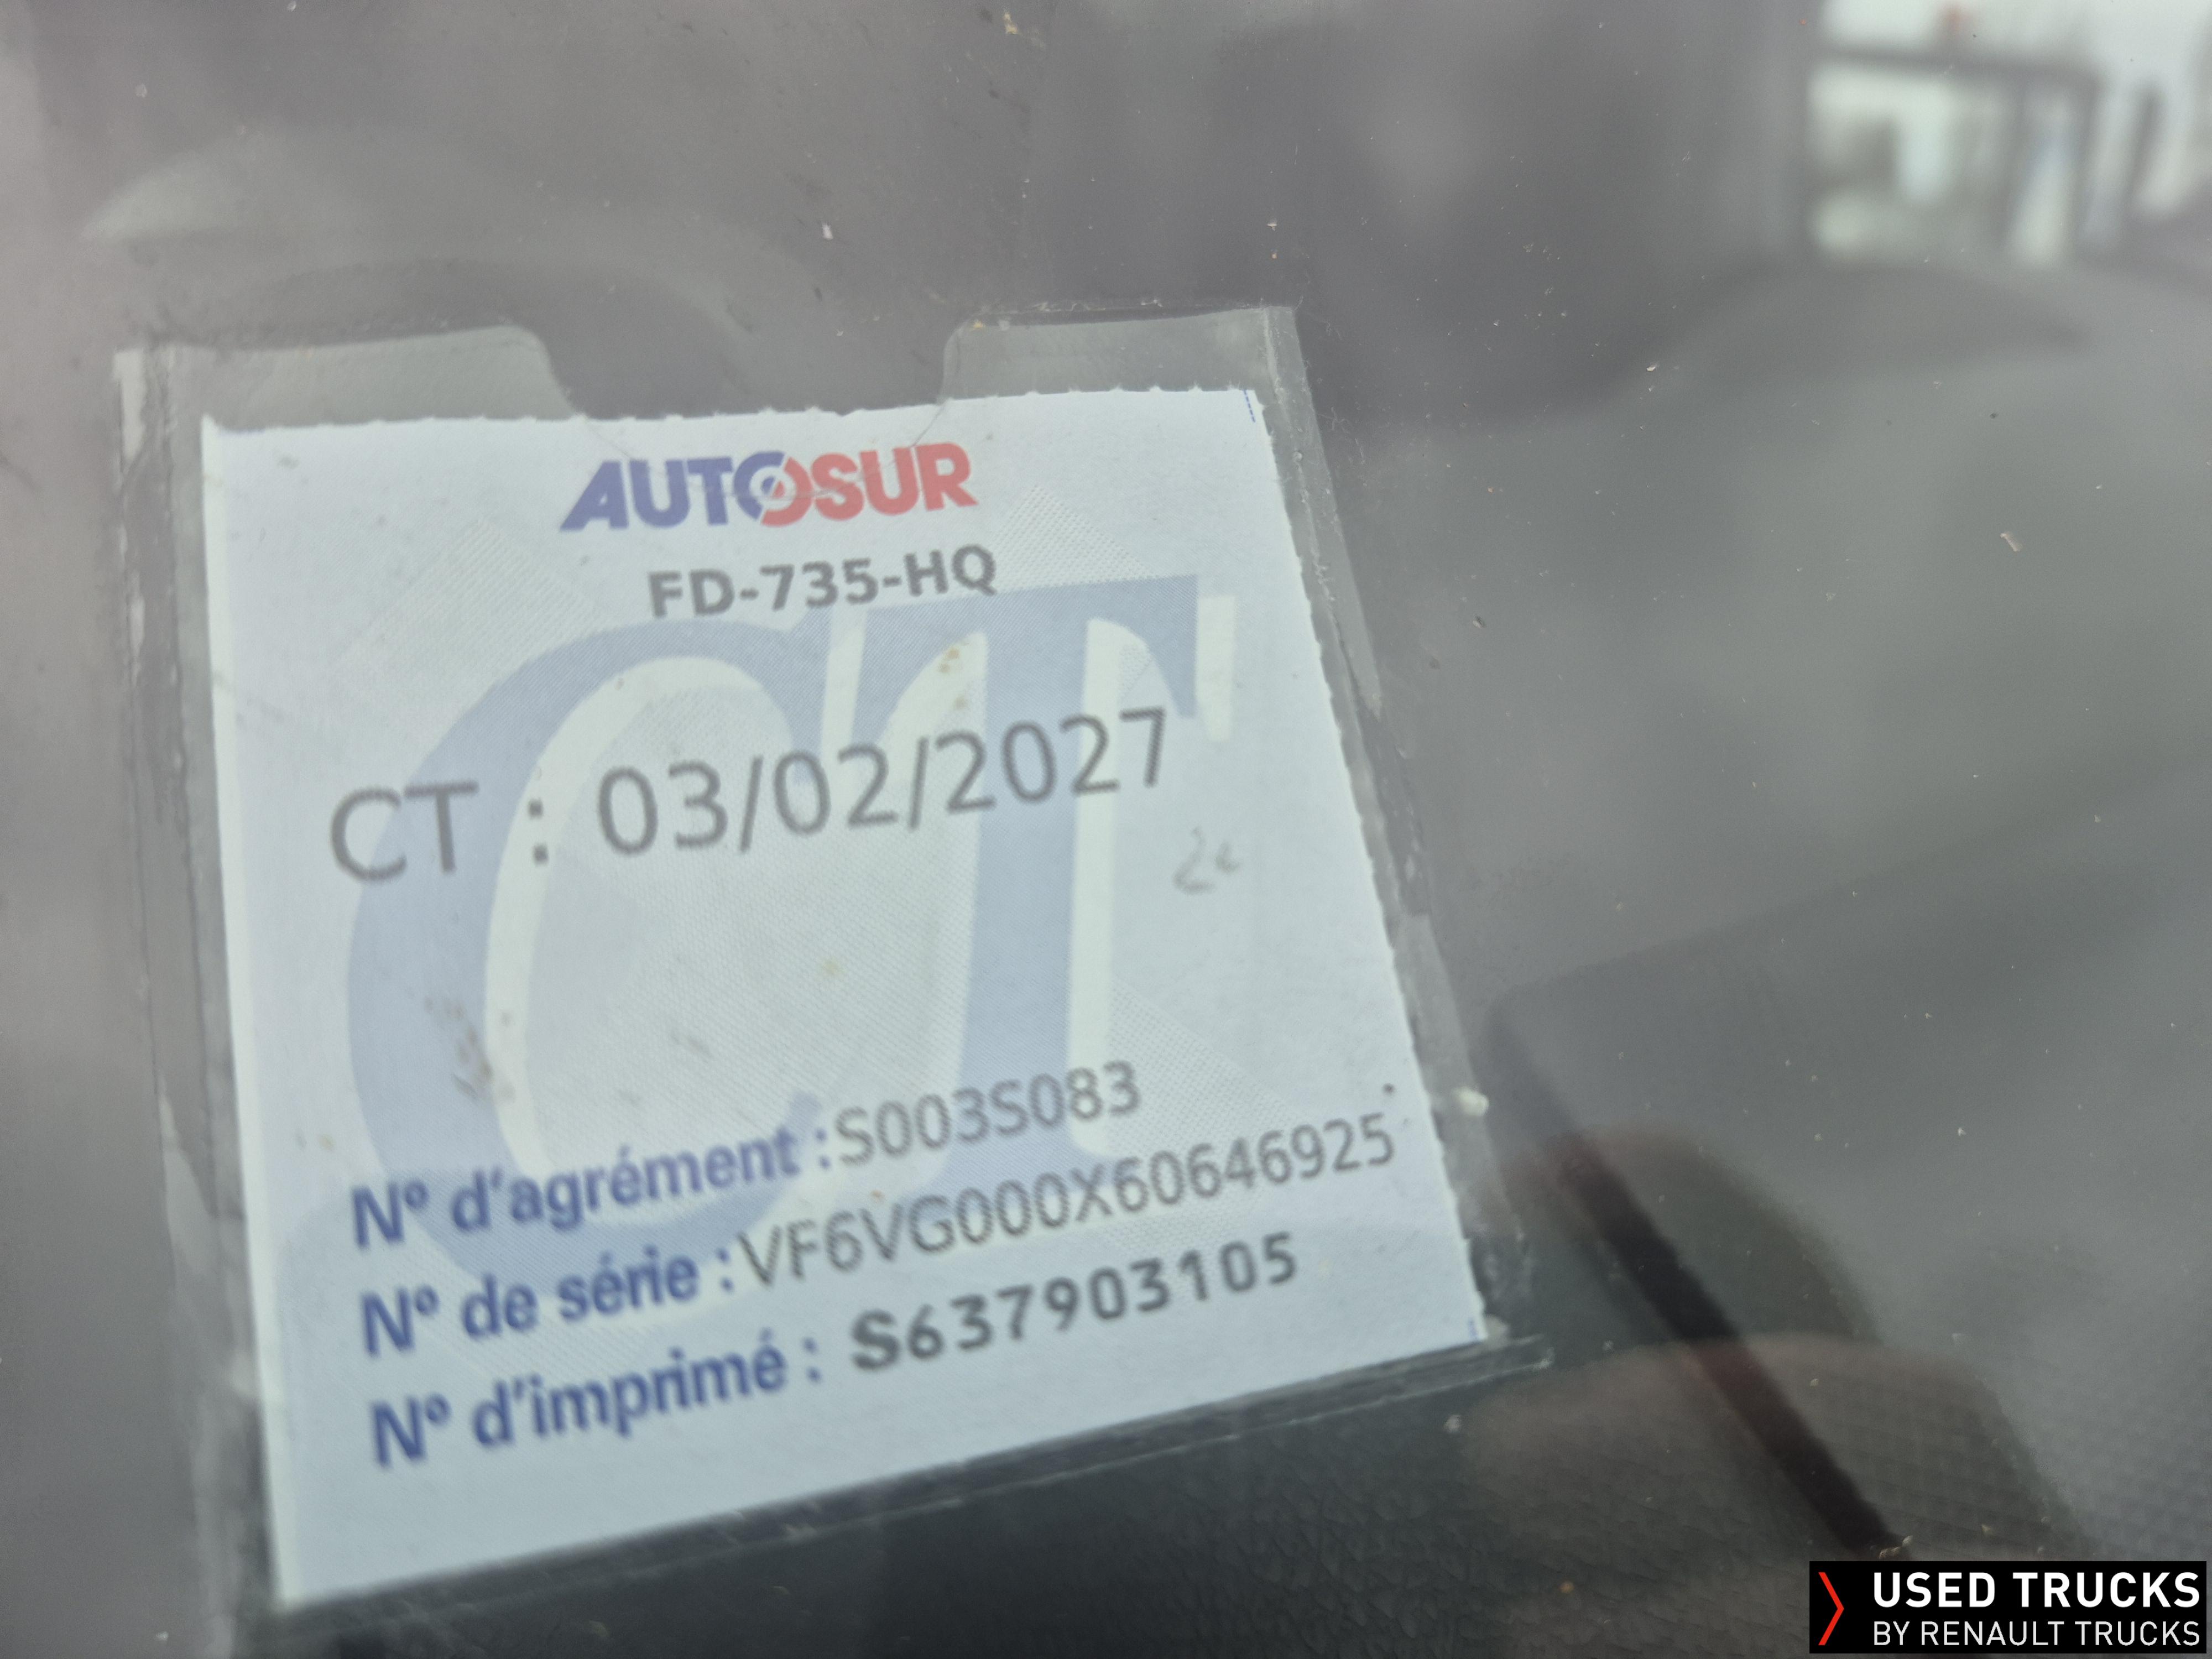 AUTOSUR
FD-735-HQ
CT
CT : 03/02/2027
N° d'agrément :S003S083
N° de série :VF6VG000X60646925
N° d'imprimé : S637903105
USED TRUCKS
BY RENAULT TRUCKS